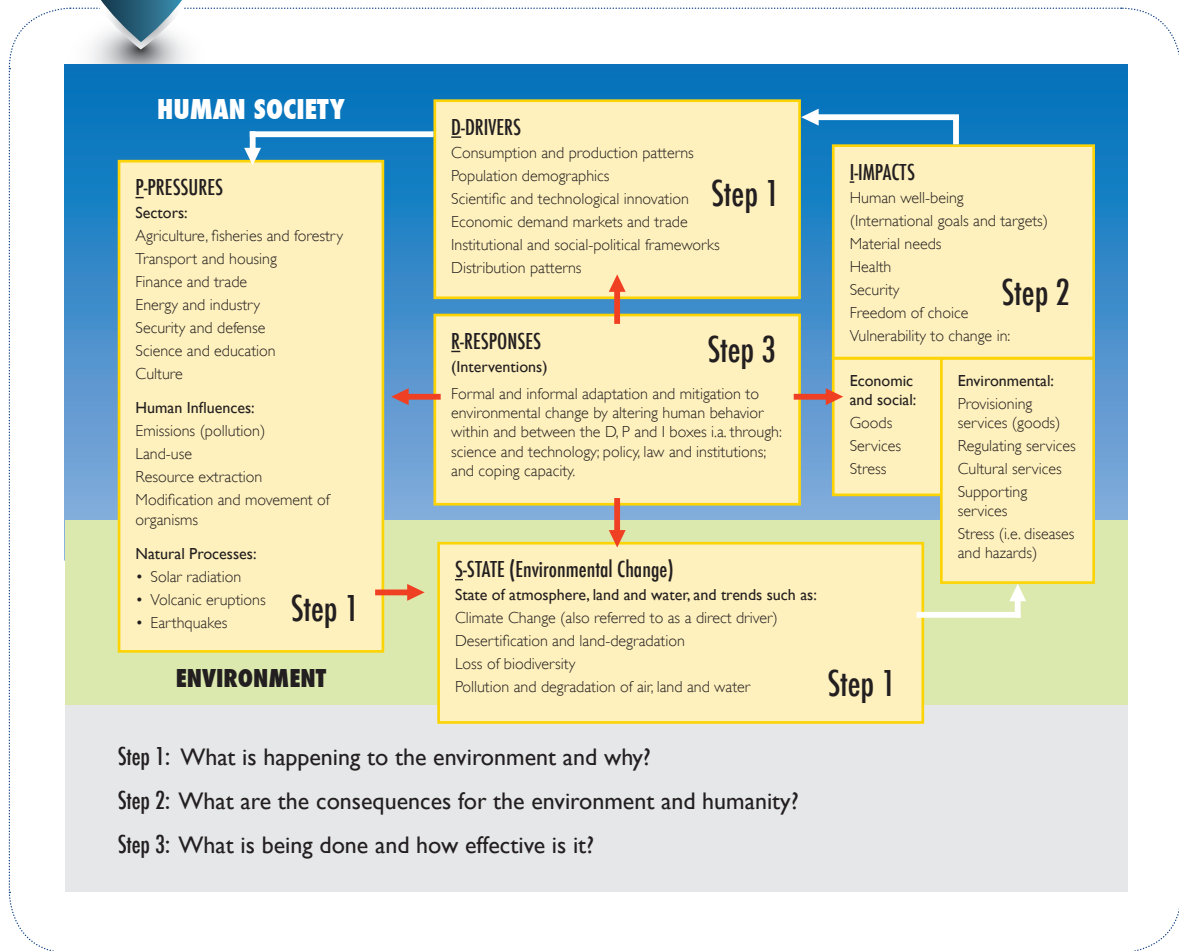 HUMAN SOCIETY
D-DRIVERS
Consumption and production patterns
Population demographics
Scientific and technological innovation
Economic demand markets and trade
Institutional and social-political frameworks
Distribution patterns
Step 1
P-PRESSURES
Sectors:
Agriculture, fisheries and forestry
Transport and housing
Finance and trade
Energy and industry
Security and defense
Science and education
Culture
Human Influences:
Emissions (pollution)
Land-use
Resource extraction
Modification and movement of
organisms
Natural Processes:
• Solar radiation
• Volcanic eruptions
• Earthquakes
Step 1
R-RESPONSES
(Interventions)
Step 3
Formal and informal adaptation and mitigation to
environmental change by altering human behavior
within and between the D, P and I boxes i.a. through:
science and technology; policy, law and institutions;
and coping capacity.
I-IMPACTS
Human well-being
(International goals and targets)
Material needs
Health
Security
Freedom of choice
Vulnerability to change in:
Step 2
Economic
and social:
Goods
Services
Stress
Environmental:
Provisioning
services (goods)
Regulating services
Cultural services
Supporting
services
Stress (i.e. diseases
and hazards)
S-STATE (Environmental Change)
State of atmosphere, land and water, and trends such as:
Climate Change (also referred to as a direct driver)
Desertification and land-degradation
Loss of biodiversity
Pollution and degradation of air, land and water
Step 1
ENVIRONMENT
Step 1: What is happening to the environment and why?
Step 2: What are the consequences for the environment and humanity?
Step 3: What is being done and how effective is it?